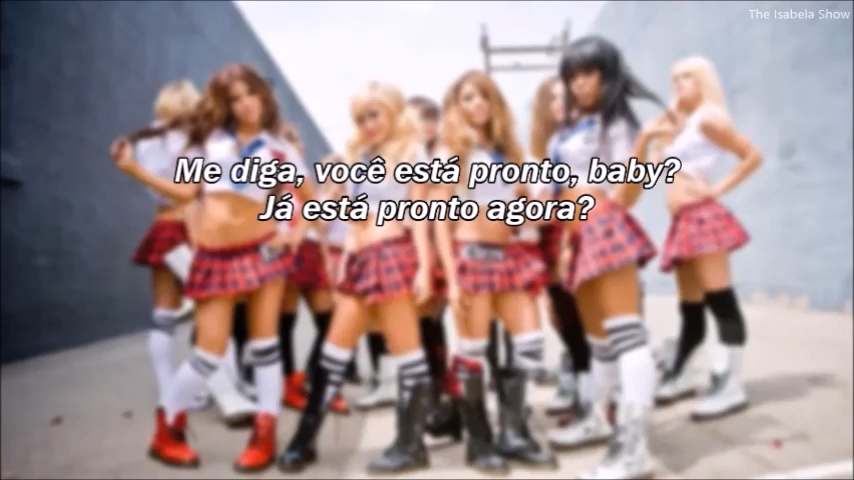 The Isabela Show
Me diga, você está pronto, baby?
Já está pronto agora?